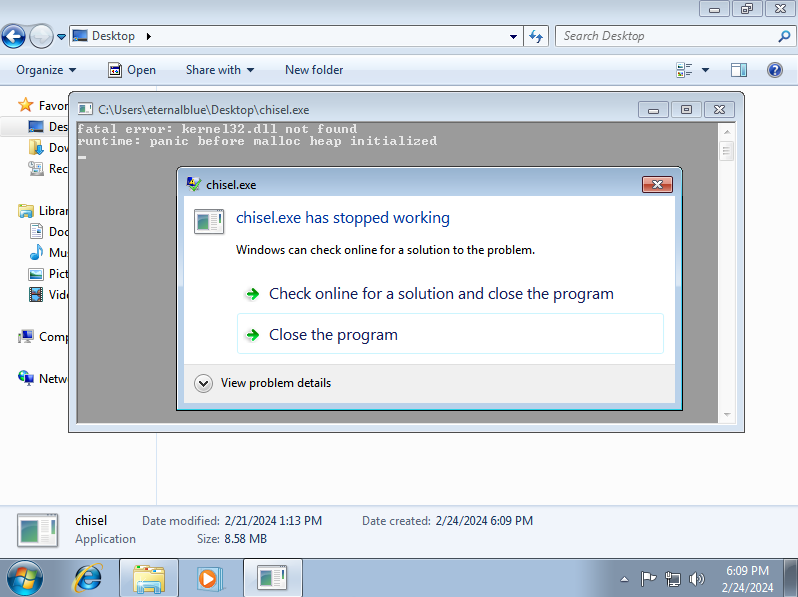 Desktop
Search Desktop
Organize
Open
Share with
New folder
Favor
C:\Users\eternalblue\Desktop\chisel.exe
Des
fatal error: kernel32.dll not found
Dow
runtime: panic before malloc heap initialized
Rec
chisel.exe
Librar
chisel.exe has stopped working
Doc
Windows can check online for a solution to the problem.
Mus
Pict
Check online for a solution and close the program
Vide
Close the program
Comp
Netw
View problem details
chisel
Date modified: 2/21/2024 1:13 PM
Date created: 2/24/2024 6:09 PM
Application
Size: 8.58 MB
6:09 PM
2/24/2024